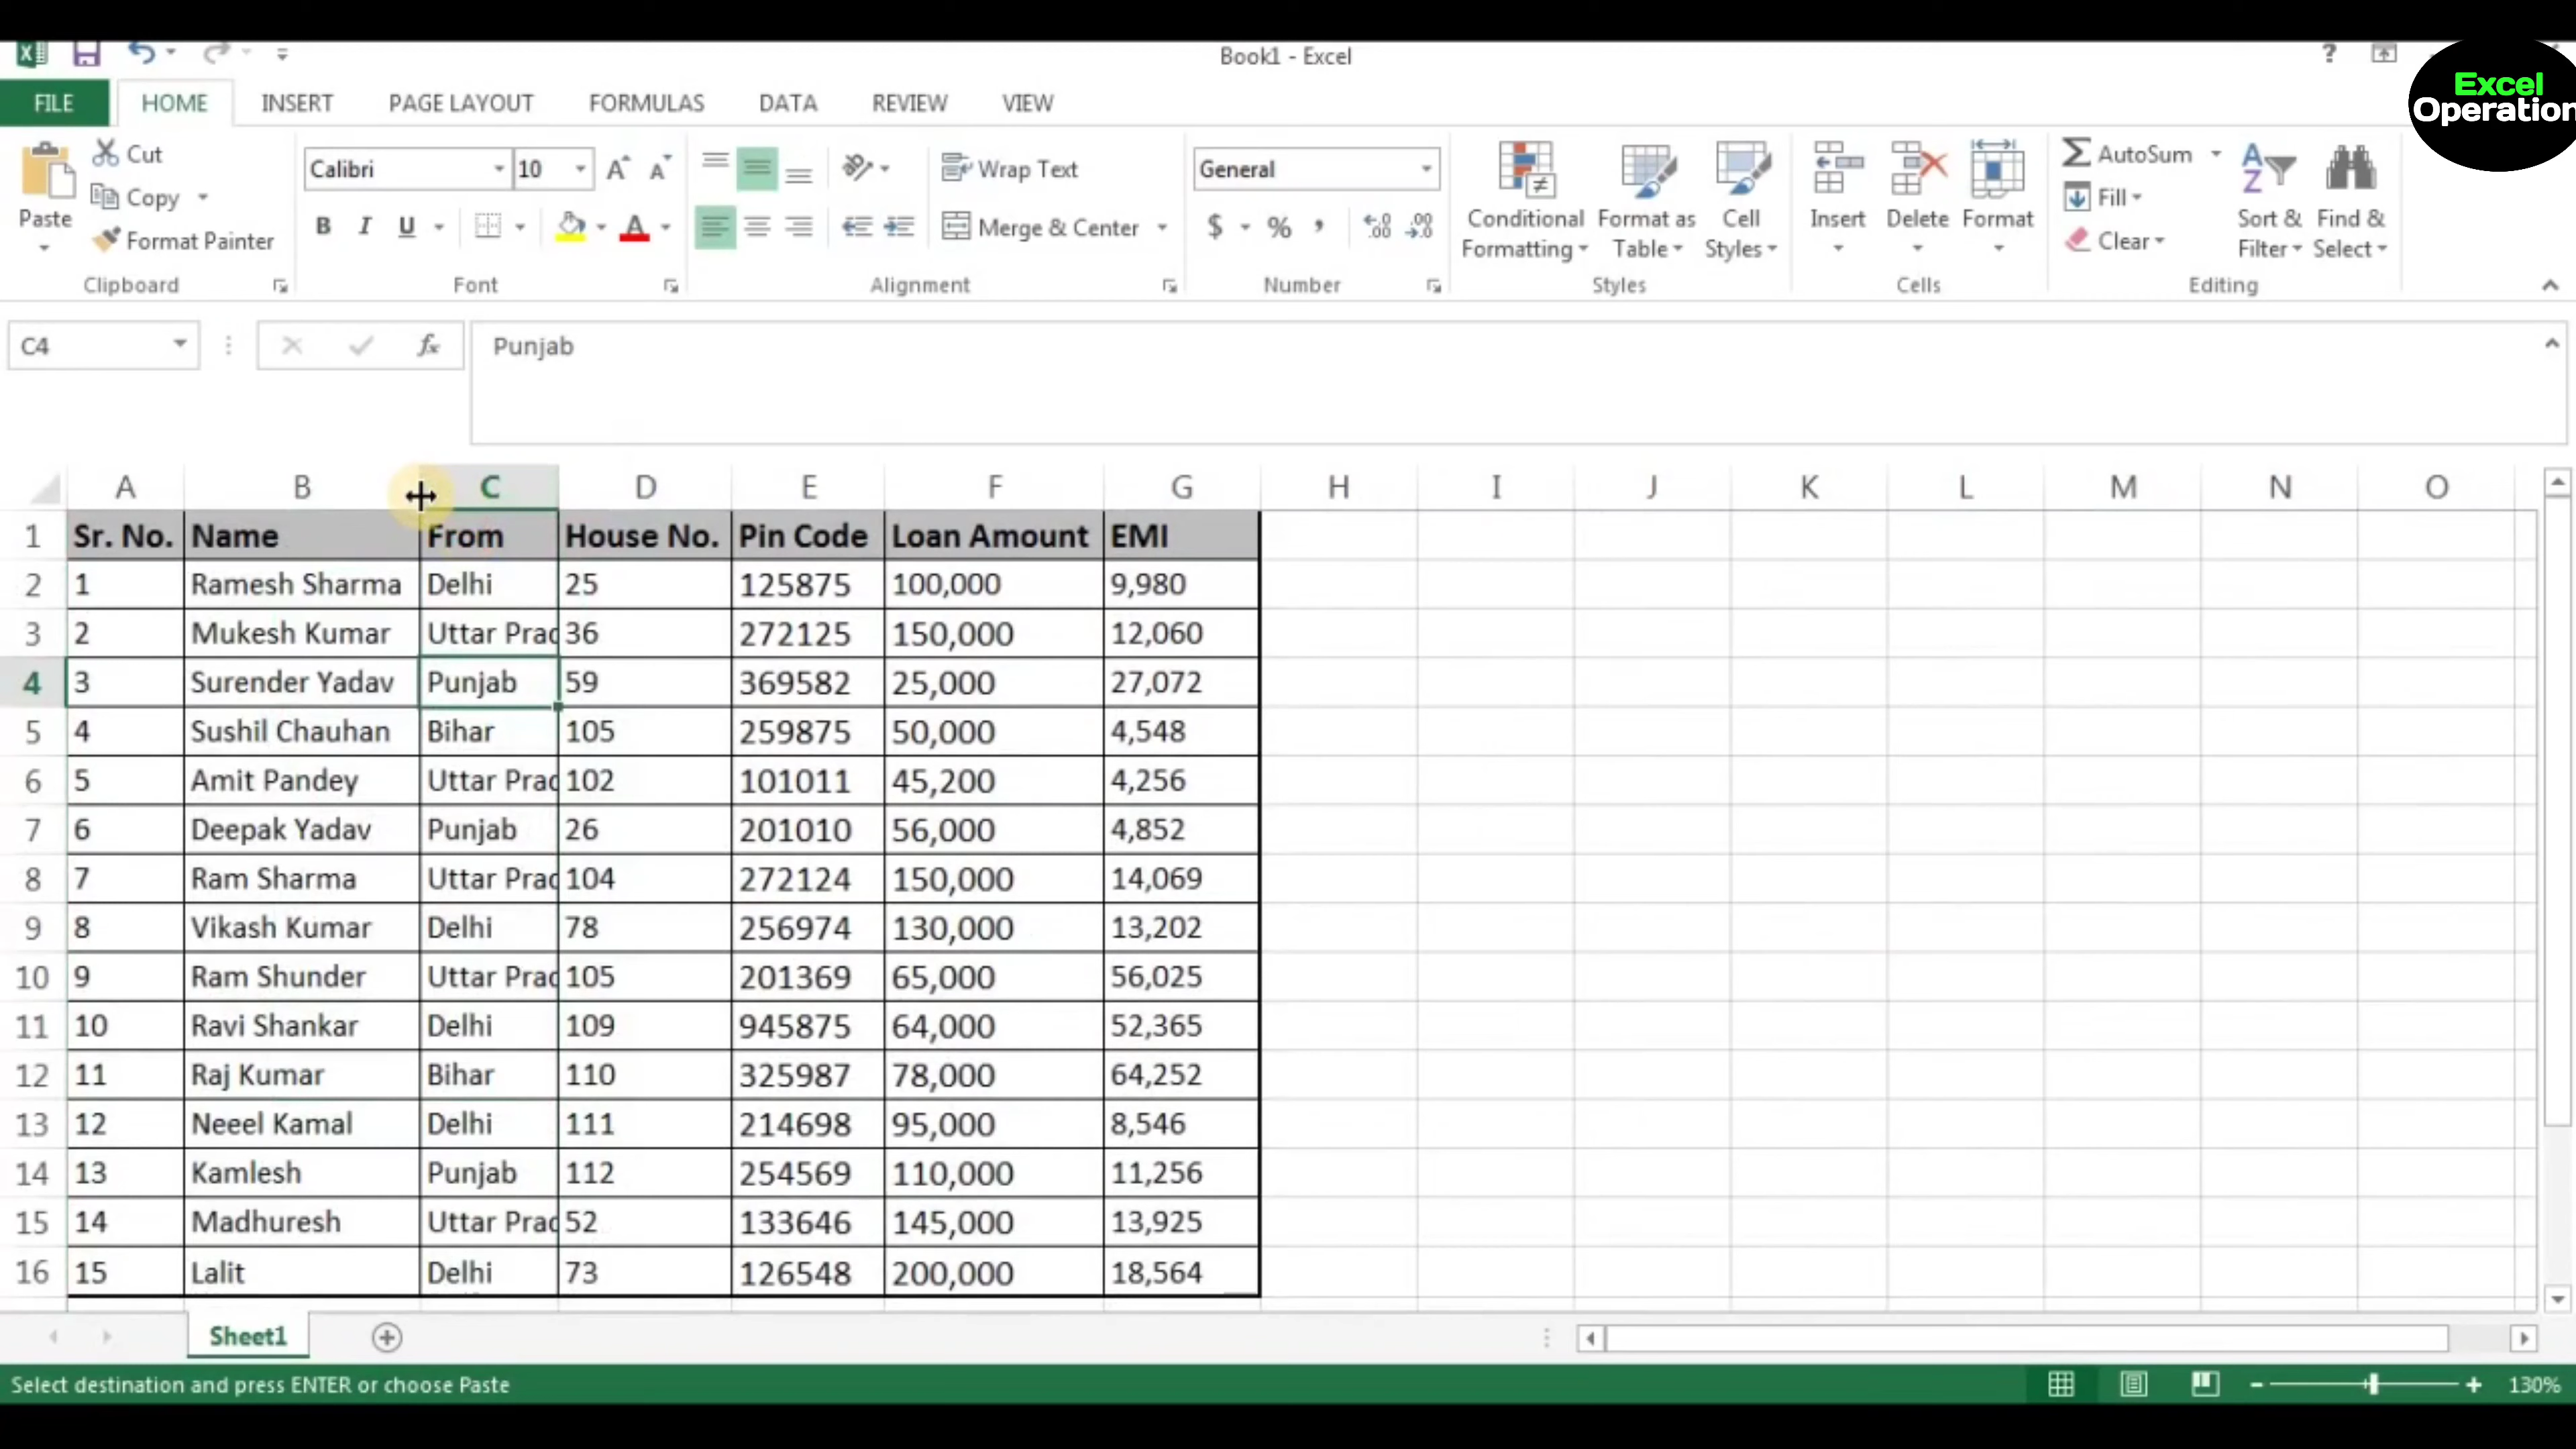 Book1 - Excel
?
Excel
Operation
FILE HOME INSERT PAGE LAYOUT FORMULAS DATA REVIEW VIEW
Paste
Cut
Copy
Format Painter
Clipboard
Calibri 10
B I U
Font
Wrap Text
Merge & Center
Alignment
General
$ % ,
Number
Conditional Formatting
Format as Table
Cell Styles
Styles
Insert Delete Format
Cells
AutoSum
Fill
Clear
Sort & Filter
Find & Select
Editing
C4 fx Punjab
A B C D E F G H I J K L M N O
1 Sr. No. Name From House No. Pin Code Loan Amount EMI
2 1 Ramesh Sharma Delhi 25 125875 100,000 9,980
3 2 Mukesh Kumar Uttar Prad 36 272125 150,000 12,060
4 3 Surender Yadav Punjab 59 369582 25,000 27,072
5 4 Sushil Chauhan Bihar 105 259875 50,000 4,548
6 5 Amit Pandey Uttar Prad 102 101011 45,200 4,256
7 6 Deepak Yadav Punjab 26 201010 56,000 4,852
8 7 Ram Sharma Uttar Prad 104 272124 150,000 14,069
9 8 Vikash Kumar Delhi 78 256974 130,000 13,202
10 9 Ram Shunder Uttar Prad 105 201369 65,000 56,025
11 10 Ravi Shankar Delhi 109 945875 64,000 52,365
12 11 Raj Kumar Bihar 110 325987 78,000 64,252
13 12 Neeel Kamal Delhi 111 214698 95,000 8,546
14 13 Kamlesh Punjab 112 254569 110,000 11,256
15 14 Madhuresh Uttar Prad 52 133646 145,000 13,925
16 15 Lalit Delhi 73 126548 200,000 18,564
Sheet1
Select destination and press ENTER or choose Paste
130%